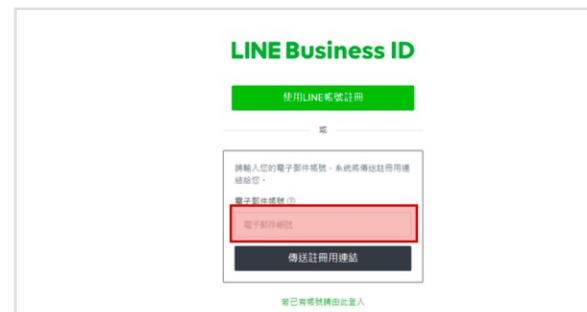 LINE Business ID
使用LINE帳號註冊
或
請輸入您的電子郵件帳號，系統將傳送註冊用連
結給您。
電子郵件帳號 ?
電子郵件帳號
傳送註冊用連結
若已有帳號請由此登入